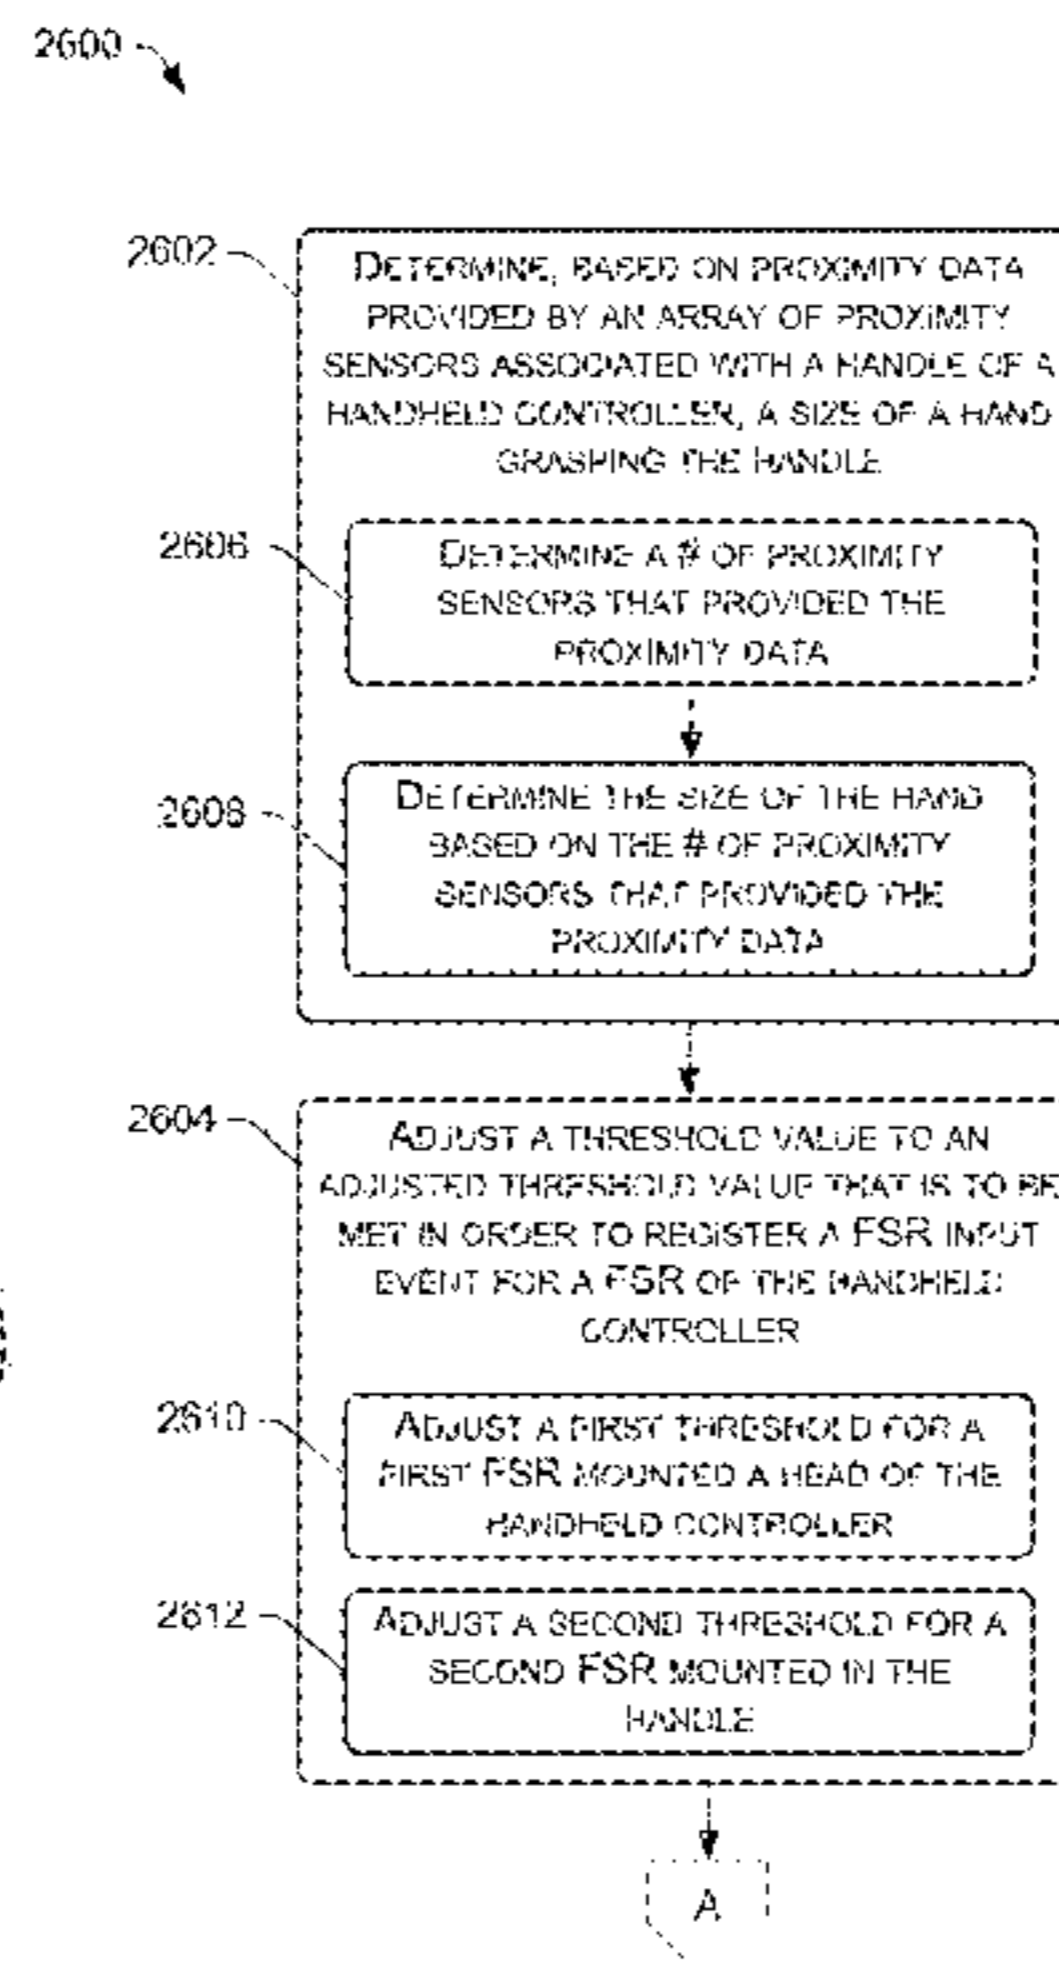 2600
2602
DETERMINE, BASED ON PROXIMITY DATA
PROVIDED BY AN ARRAY OF PROXIMITY
SENSORS ASSOCIATED WITH A HANDLE OF A
HANDHELD CONTROLLER, A SIZE OF A HAND
GRASPING THE HANDLE
2606
DETERMINE A # OF PROXIMITY
SENSORS THAT PROVIDED THE
PROXIMITY DATA
2608
DETERMINE THE SIZE OF THE HAND
BASED ON THE # OF PROXIMITY
SENSORS THAT PROVIDED THE
PROXIMITY DATA
2604
ADJUST A THRESHOLD VALUE TO AN
ADJUSTED THRESHOLD VALUE THAT IS TO BE
MET IN ORDER TO REGISTER A FSR INPUT
EVENT FOR A FSR OF THE HANDHELD
CONTROLLER
2610
ADJUST A FIRST THRESHOLD FOR A
FIRST FSR MOUNTED A HEAD OF THE
HANDHELD CONTROLLER
2612
ADJUST A SECOND THRESHOLD FOR A
SECOND FSR MOUNTED IN THE
HANDLE
A